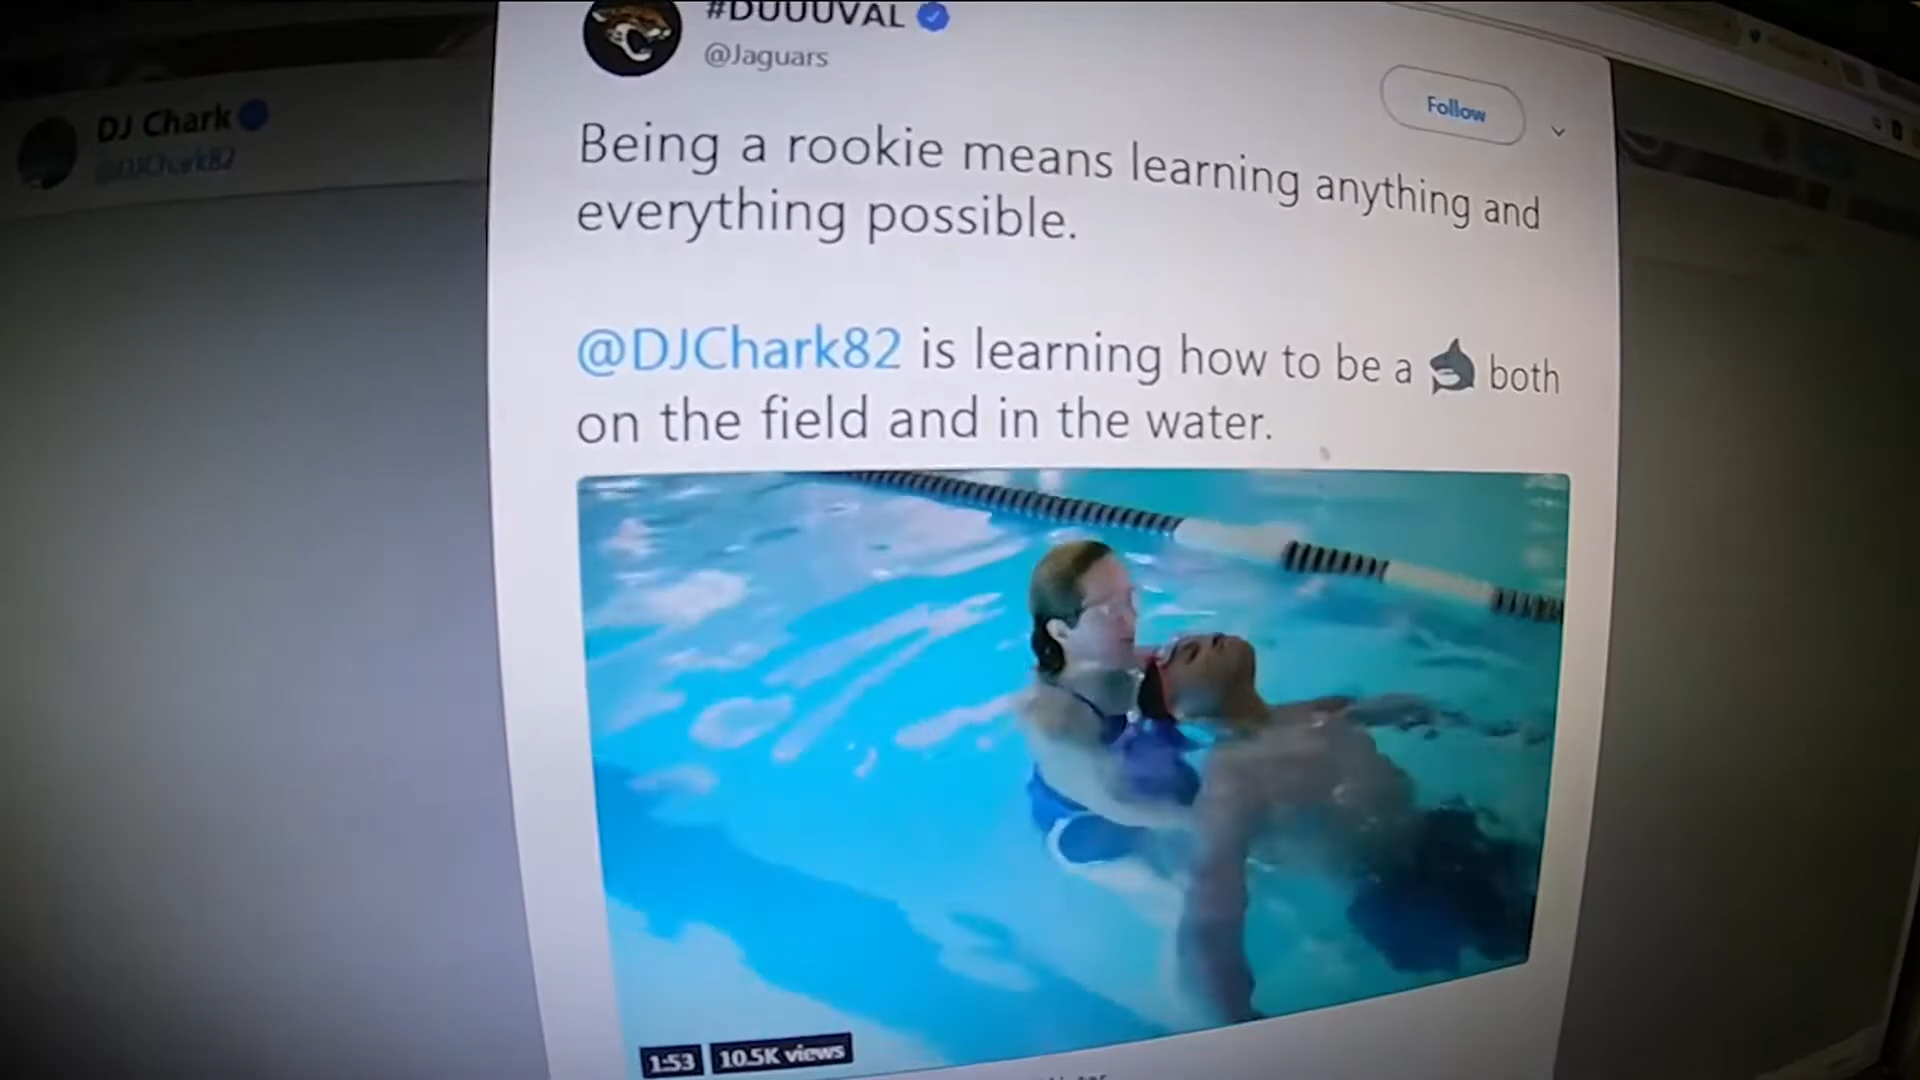 #DUUUVAL
@Jaguars
DJ Chark
@DJChark82
Follow
Being a rookie means learning anything and
everything possible.
@DJChark82 is learning how to be a 🦈 both
on the field and in the water.
1:53 10.5K views